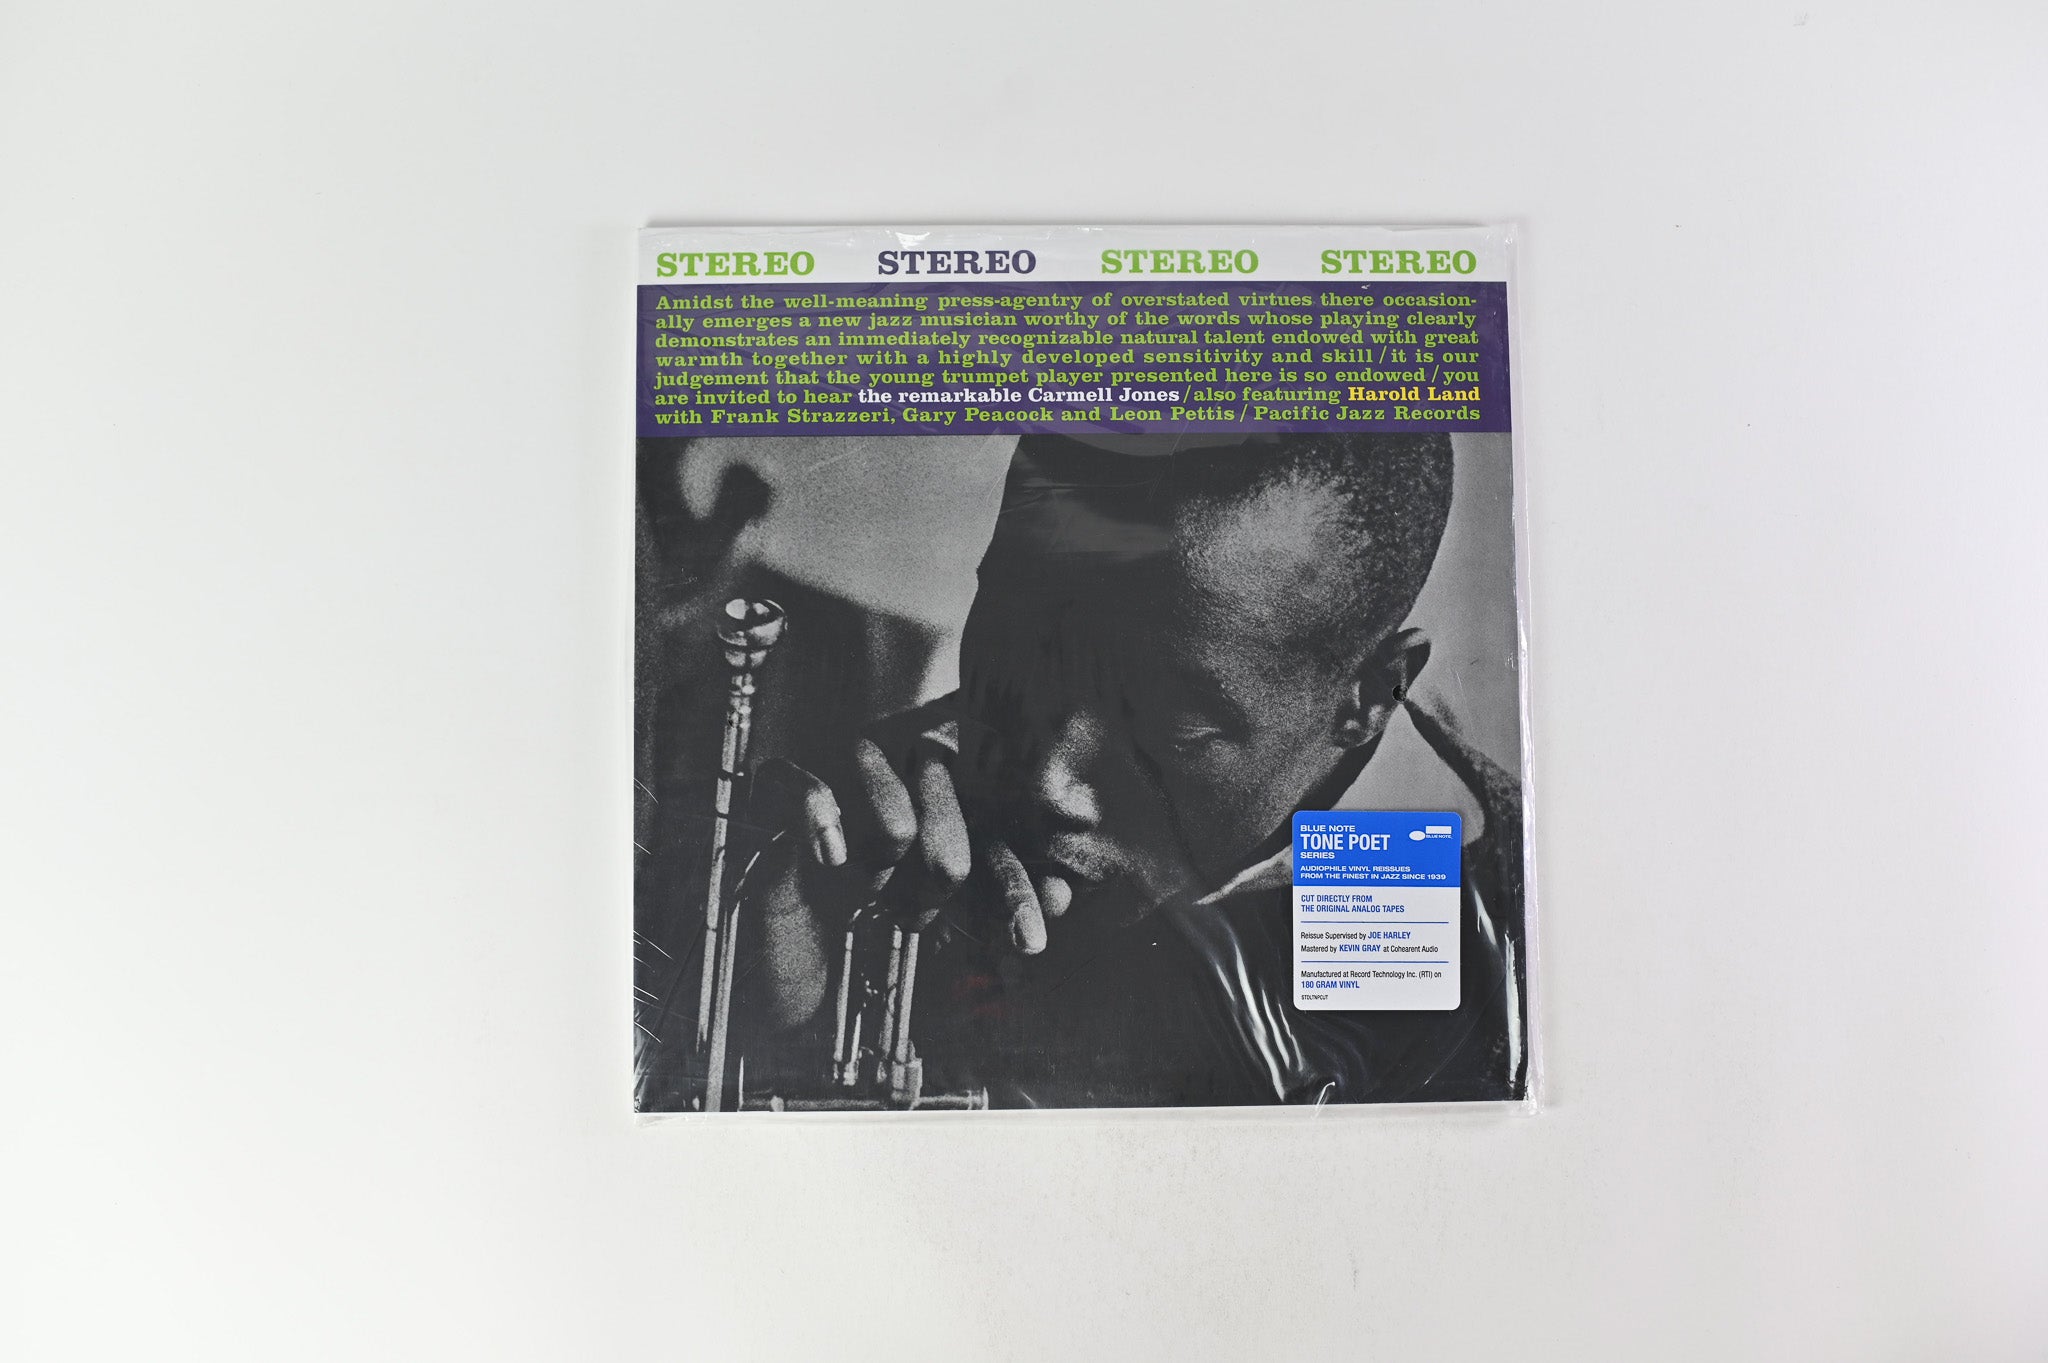 STEREO STEREO STEREO STEREO
Amidst the well-meaning press-agentry of overstated virtues there occasion-
ally emerges a new jazz musician worthy of the words whose playing clearly
demonstrates an immediately recognizable natural talent endowed with great
warmth together with a highly developed sensitivity and skill / it is our
judgement that the young trumpet player presented here is so endowed / you
are invited to hear the remarkable Carmell Jones / also featuring Harold Land
with Frank Strazzeri, Gary Peacock and Leon Pettis / Pacific Jazz Records
BLUE NOTE
TONE POET
SERIES
BLUE NOTE
AUDIOPHILE VINYL REISSUES
FROM THE FINEST IN JAZZ SINCE 1939
CUT DIRECTLY FROM
THE ORIGINAL ANALOG TAPES
Reissue Supervised by JOE HARLEY
Mastered by KEVIN GRAY at Cohearent Audio
Manufactured at Record Technology Inc. (RTI) on
180 GRAM VINYL
STDLTNPCUT